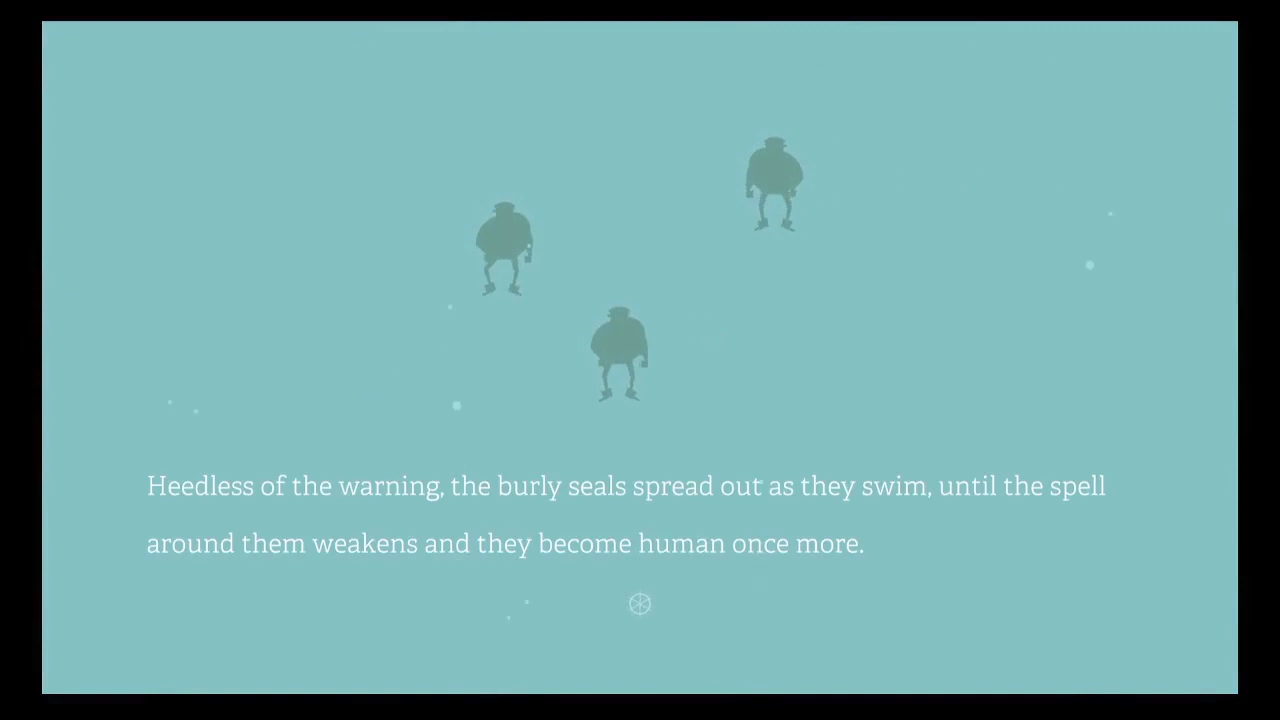 Heedless of the warning, the burly seals spread out as they swim, until the spell
around them weakens and they become human once more.